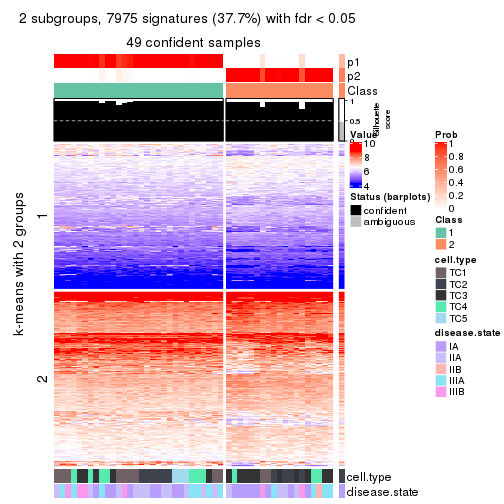 2 subgroups, 7975 signatures (37.7%) with fdr < 0.05
49 confident samples
p1
p2
Class
1
0.5
0
Silhouette
score
k-means with 2 groups
1
2
cell.type
disease.state
Value
10
8
6
4
Status (barplots)
confident
ambiguous
Prob
1
0.8
0.6
0.4
0.2
0
Class
1
2
cell.type
TC1
TC2
TC3
TC4
TC5
disease.state
IA
IIA
IIB
IIIA
IIIB